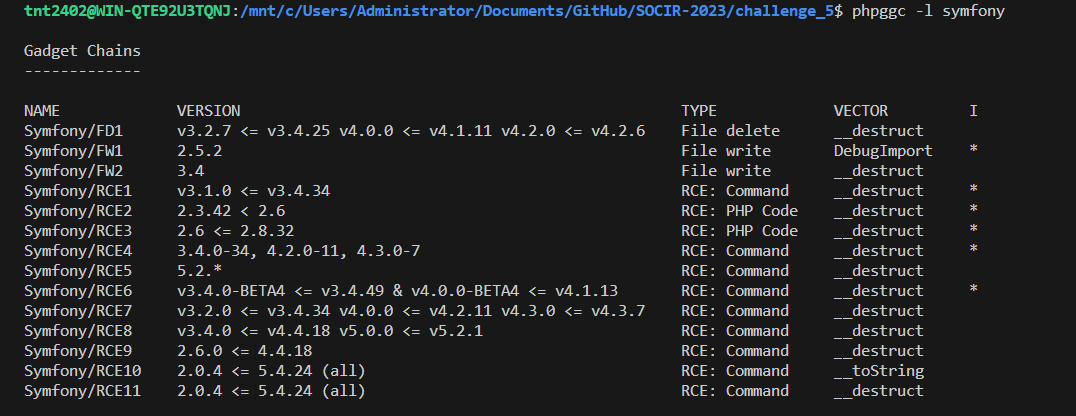 tnt2402@WIN-QTE92U3TQNJ:/mnt/c/Users/Administrator/Documents/GitHub/SOCIR-2023/challenge_5$ phpggc -l symfony
Gadget Chains
-------------
NAME VERSION TYPE VECTOR I
Symfony/FD1 v3.2.7 <= v3.4.25 v4.0.0 <= v4.1.11 v4.2.0 <= v4.2.6 File delete __destruct
Symfony/FW1 2.5.2 File write DebugImport *
Symfony/FW2 3.4 File write __destruct
Symfony/RCE1 v3.1.0 <= v3.4.34 RCE: Command __destruct *
Symfony/RCE2 2.3.42 < 2.6 RCE: PHP Code __destruct *
Symfony/RCE3 2.6 <= 2.8.32 RCE: PHP Code __destruct *
Symfony/RCE4 3.4.0-34, 4.2.0-11, 4.3.0-7 RCE: Command __destruct *
Symfony/RCE5 5.2.* RCE: Command __destruct
Symfony/RCE6 v3.4.0-BETA4 <= v3.4.49 & v4.0.0-BETA4 <= v4.1.13 RCE: Command __destruct *
Symfony/RCE7 v3.2.0 <= v3.4.34 v4.0.0 <= v4.2.11 v4.3.0 <= v4.3.7 RCE: Command __destruct
Symfony/RCE8 v3.4.0 <= v4.4.18 v5.0.0 <= v5.2.1 RCE: Command __destruct
Symfony/RCE9 2.6.0 <= 4.4.18 RCE: Command __destruct
Symfony/RCE10 2.0.4 <= 5.4.24 (all) RCE: Command __toString
Symfony/RCE11 2.0.4 <= 5.4.24 (all) RCE: Command __destruct